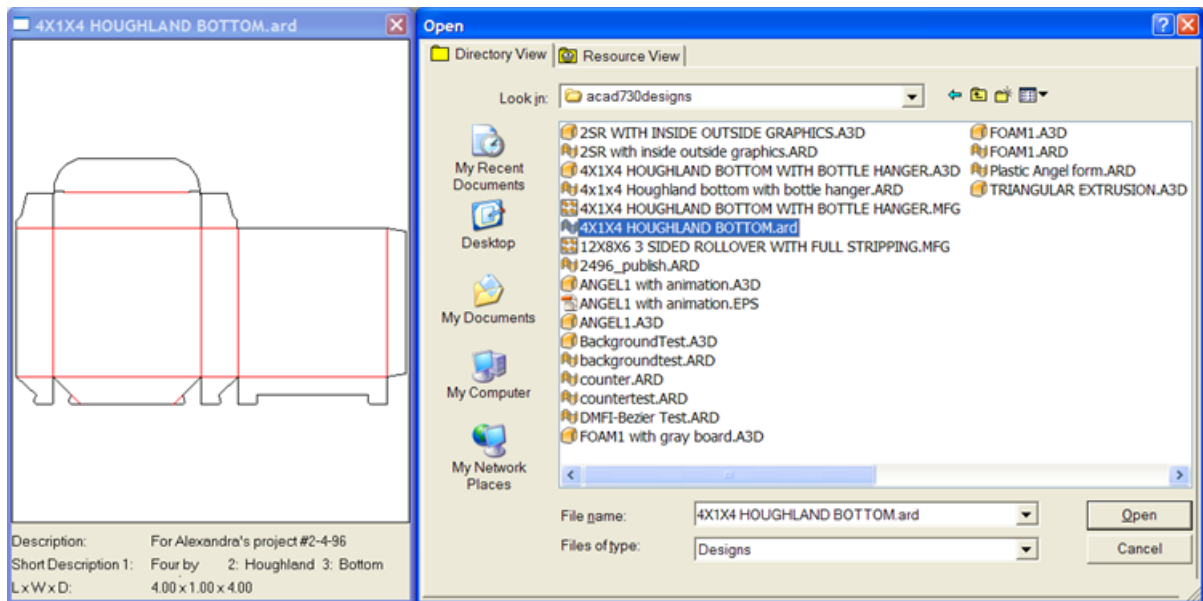 4X1X4 HOUGHLAND BOTTOM.ard
Description: For Alexandra's project #2-4-96
Short Description 1: Four by 2: Houghland 3: Bottom
L x W x D: 4.00 x 1.00 x 4.00
Open
Directory View Resource View
Look in: acad730designs
My Recent
Documents
Desktop
My Documents
My Computer
My Network
Places
2SR WITH INSIDE OUTSIDE GRAPHICS.A3D
2SR with inside outside graphics.ARD
4X1X4 HOUGHLAND BOTTOM WITH BOTTLE HANGER.A3D
4x1x4 Houghland bottom with bottle hanger.ARD
4X1X4 HOUGHLAND BOTTOM WITH BOTTLE HANGER.MFG
4X1X4 HOUGHLAND BOTTOM.ard
12X8X6 3 SIDED ROLLOVER WITH FULL STRIPPING.MFG
2496_publish.ARD
ANGEL1 with animation.A3D
ANGEL1 with animation.EPS
ANGEL1.A3D
BackgroundTest.A3D
backgroundtest.ARD
counter.ARD
countertest.ARD
DMFI-Bezier Test.ARD
FOAM1 with gray board.A3D
FOAM1.A3D
FOAM1.ARD
Plastic Angel form.ARD
TRIANGULAR EXTRUSION.A3D
File name: 4X1X4 HOUGHLAND BOTTOM.ard
Open
Files of type: Designs
Cancel